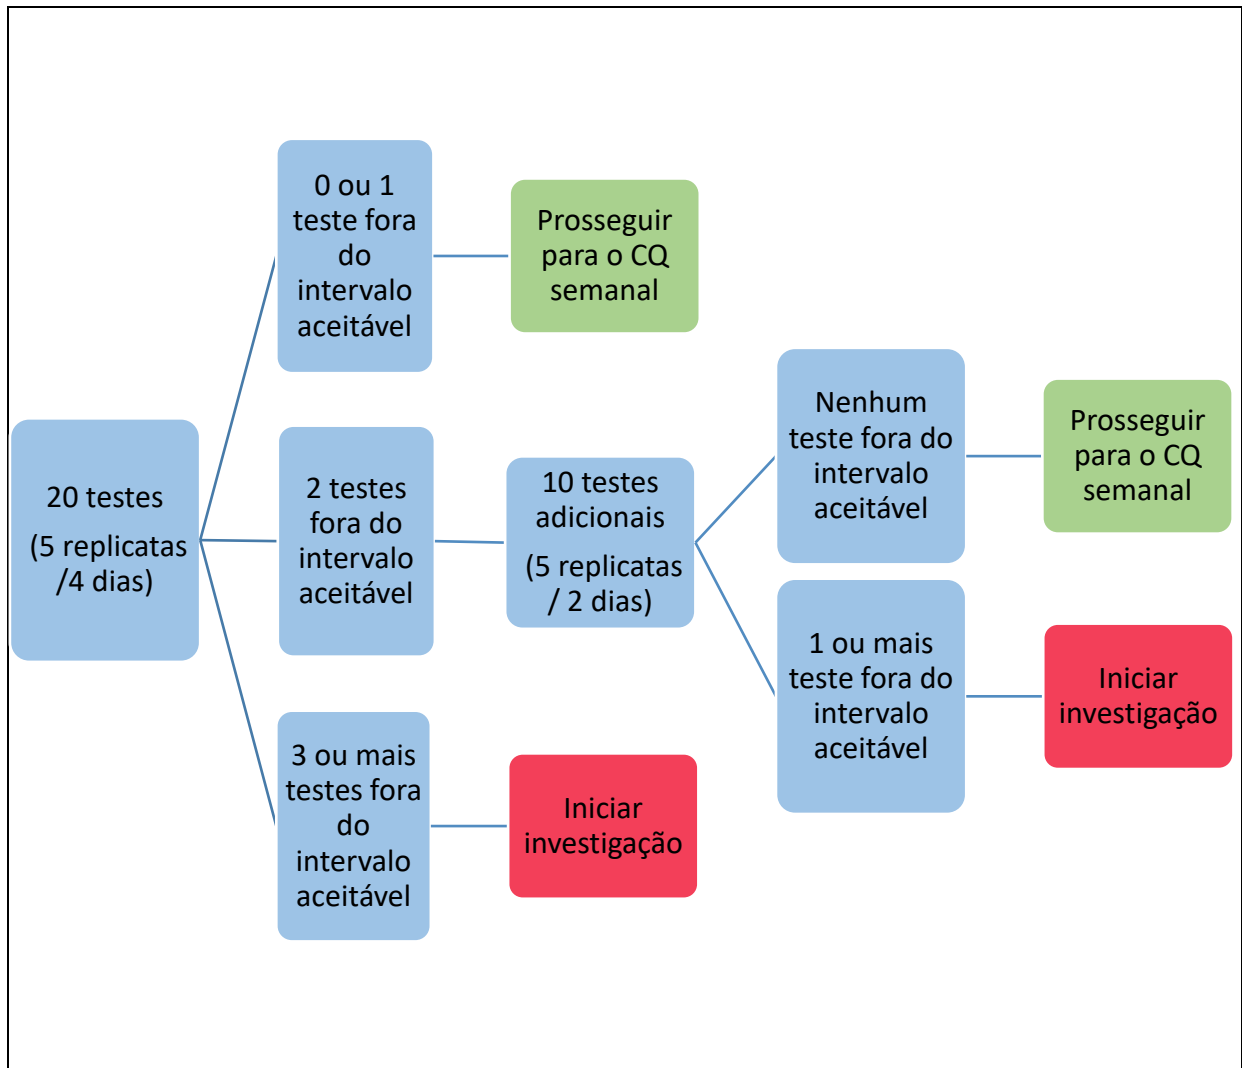 0 ou 1
teste fora
do
intervalo
aceitável
Prosseguir
para o CQ
semanal
20 testes
(5 replicatas
/4 dias)
2 testes
fora do
intervalo
aceitável
10 testes
adicionais
(5 replicatas
/ 2 dias)
Nenhum
teste fora do
intervalo
aceitável
Prosseguir
para o CQ
semanal
1 ou mais
teste fora do
intervalo
aceitável
Iniciar
investigação
3 ou mais
testes fora
do
intervalo
aceitável
Iniciar
investigação